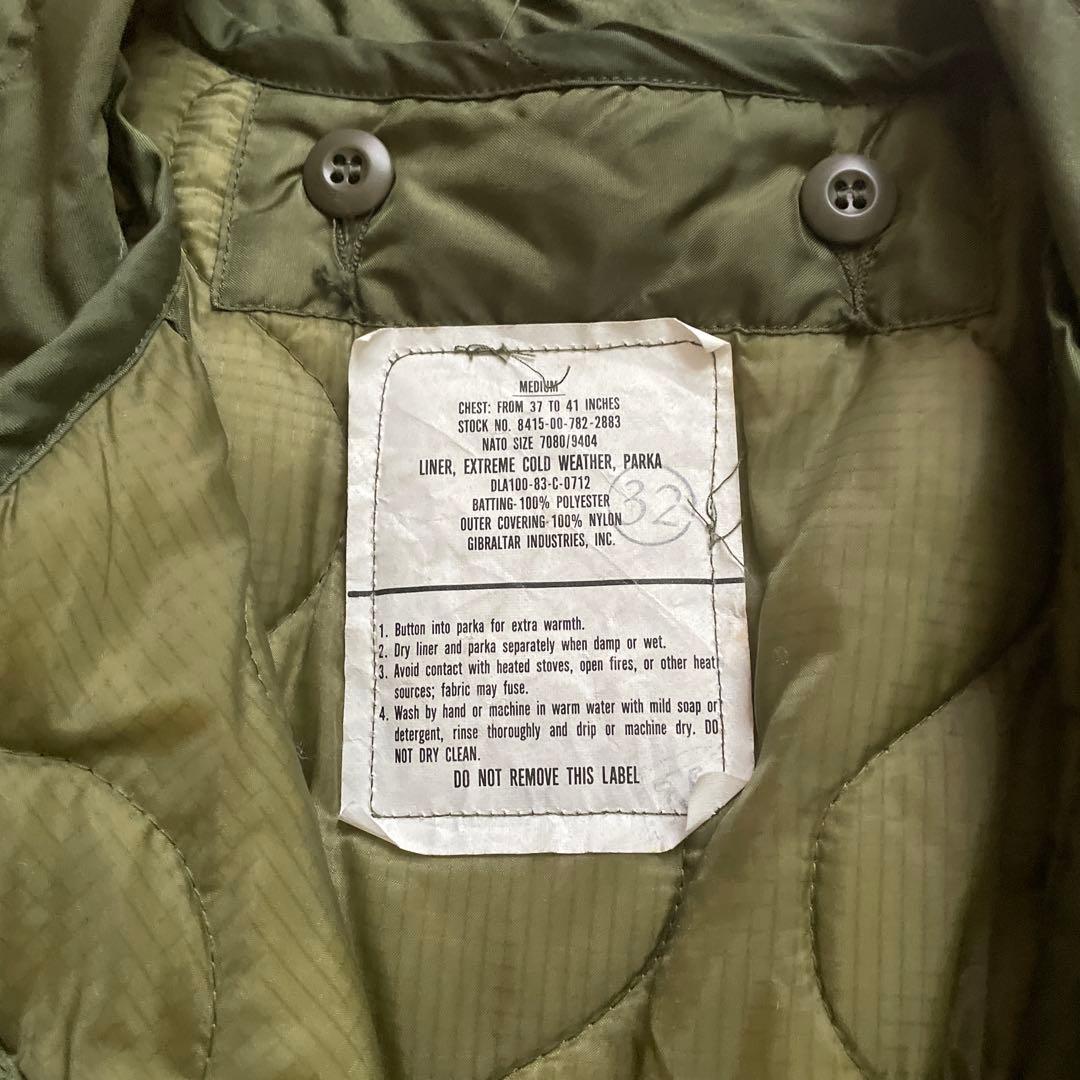 MEDIUM
CHEST: FROM 37 TO 41 INCHES
STOCK NO. 8415-00-782-2883
NATO SIZE 7080/9404
LINER, EXTREME COLD WEATHER, PARKA
DLA100-83-C-0712
BATTING-100% POLYESTER
32
OUTER COVERING-100% NYLON
GIBRALTAR INDUSTRIES, INC.
1. Button into parka for extra warmth.
2. Dry liner and parka separately when damp or wet.
3. Avoid contact with heated stoves, open fires, or other heat
sources; fabric may fuse.
4. Wash by hand or machine in warm water with mild soap or
detergent, rinse thoroughly and drip or machine dry. DO
NOT DRY CLEAN.
DO NOT REMOVE THIS LABEL